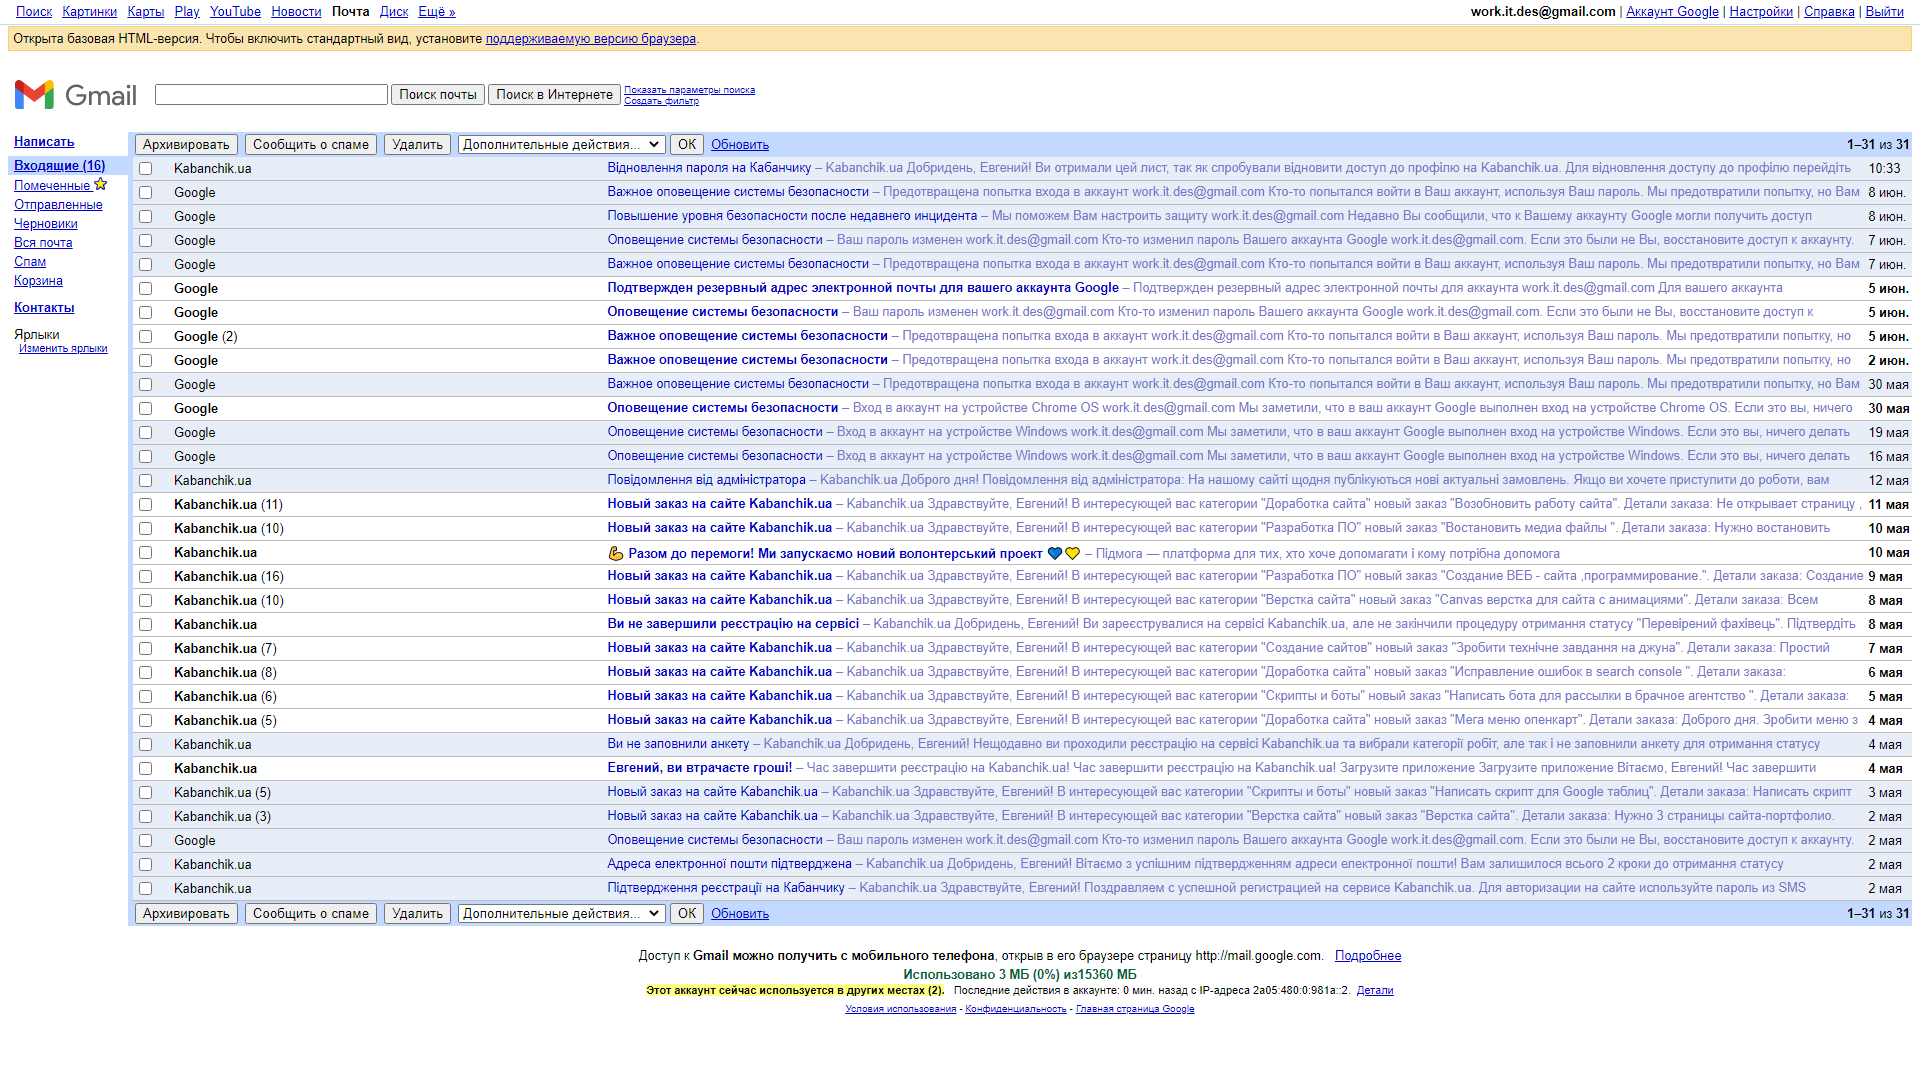 Поиск Картинки Карты Play YouTube Новости Почта Диск Ещё » work.it.des@gmail.com | Аккаунт Google | Настройки | Справка | Выйти
Открыта базовая HTML-версия. Чтобы включить стандартный вид, установите поддерживаемую версию браузера.
Gmail Поиск почты Поиск в Интернете Показать параметры поиска
Создать фильтр
Написать
Входящие (16)
Помеченные
Отправленные
Черновики
Вся почта
Спам
Корзина
Контакты
Ярлыки
Изменить ярлыки
Архивировать Сообщить о спаме Удалить Дополнительные действия... ОК Обновить 1–31 из 31
Kabanchik.ua Відновлення пароля на Кабанчику – Kabanchik.ua Добридень, Евгений! Ви отримали цей лист, так як спробували відновити доступ до профілю на Kabanchik.ua. Для відновлення доступу до профілю перейдіть 10:33
Google Важное оповещение системы безопасности – Предотвращена попытка входа в аккаунт work.it.des@gmail.com Кто-то попытался войти в Ваш аккаунт, используя Ваш пароль. Мы предотвратили попытку, но Вам 8 июн.
Google Повышение уровня безопасности после недавнего инцидента – Мы поможем Вам настроить защиту work.it.des@gmail.com Недавно Вы сообщили, что к Вашему аккаунту Google могли получить доступ 8 июн.
Google Оповещение системы безопасности – Ваш пароль изменен work.it.des@gmail.com Кто-то изменил пароль Вашего аккаунта Google work.it.des@gmail.com. Если это были не Вы, восстановите доступ к аккаунту. 7 июн.
Google Важное оповещение системы безопасности – Предотвращена попытка входа в аккаунт work.it.des@gmail.com Кто-то попытался войти в Ваш аккаунт, используя Ваш пароль. Мы предотвратили попытку, но Вам 7 июн.
Google Подтвержден резервный адрес электронной почты для вашего аккаунта Google – Подтвержден резервный адрес электронной почты для аккаунта work.it.des@gmail.com Для вашего аккаунта 5 июн.
Google Оповещение системы безопасности – Ваш пароль изменен work.it.des@gmail.com Кто-то изменил пароль Вашего аккаунта Google work.it.des@gmail.com. Если это были не Вы, восстановите доступ к 5 июн.
Google (2) Важное оповещение системы безопасности – Предотвращена попытка входа в аккаунт work.it.des@gmail.com Кто-то попытался войти в Ваш аккаунт, используя Ваш пароль. Мы предотвратили попытку, но 5 июн.
Google Важное оповещение системы безопасности – Предотвращена попытка входа в аккаунт work.it.des@gmail.com Кто-то попытался войти в Ваш аккаунт, используя Ваш пароль. Мы предотвратили попытку, но 2 июн.
Google Важное оповещение системы безопасности – Предотвращена попытка входа в аккаунт work.it.des@gmail.com Кто-то попытался войти в Ваш аккаунт, используя Ваш пароль. Мы предотвратили попытку, но Вам 30 мая
Google Оповещение системы безопасности – Вход в аккаунт на устройстве Chrome OS work.it.des@gmail.com Мы заметили, что в ваш аккаунт Google выполнен вход на устройстве Chrome OS. Если это вы, ничего 30 мая
Google Оповещение системы безопасности – Вход в аккаунт на устройстве Windows work.it.des@gmail.com Мы заметили, что в ваш аккаунт Google выполнен вход на устройстве Windows. Если это вы, ничего делать 19 мая
Google Оповещение системы безопасности – Вход в аккаунт на устройстве Windows work.it.des@gmail.com Мы заметили, что в ваш аккаунт Google выполнен вход на устройстве Windows. Если это вы, ничего делать 16 мая
Kabanchik.ua Повідомлення від адміністратора – Kabanchik.ua Доброго дня! Повідомлення від адміністратора: На нашому сайті щодня публікуються нові актуальні замовлень. Якщо ви хочете приступити до роботи, вам 12 мая
Kabanchik.ua (11) Новый заказ на сайте Kabanchik.ua – Kabanchik.ua Здравствуйте, Евгений! В интересующей вас категории "Доработка сайта" новый заказ "Возобновить работу сайта". Детали заказа: Не открывает страницу , 11 мая
Kabanchik.ua (10) Новый заказ на сайте Kabanchik.ua – Kabanchik.ua Здравствуйте, Евгений! В интересующей вас категории "Разработка ПО" новый заказ "Востановить медиа файлы ". Детали заказа: Нужно востановить 10 мая
Kabanchik.ua 💪 Разом до перемоги! Ми запускаємо новий волонтерський проект 💙💛 – Підмога — платформа для тих, хто хоче допомагати і кому потрібна допомога 10 мая
Kabanchik.ua (16) Новый заказ на сайте Kabanchik.ua – Kabanchik.ua Здравствуйте, Евгений! В интересующей вас категории "Разработка ПО" новый заказ "Создание ВЕБ - сайта ,программирование.". Детали заказа: Создание 9 мая
Kabanchik.ua (10) Новый заказ на сайте Kabanchik.ua – Kabanchik.ua Здравствуйте, Евгений! В интересующей вас категории "Верстка сайта" новый заказ "Canvas верстка для сайта с анимациями". Детали заказа: Всем 8 мая
Kabanchik.ua Ви не завершили реєстрацію на сервісі – Kabanchik.ua Добридень, Евгений! Ви зареєструвалися на сервісі Kabanchik.ua, але не закінчили процедуру отримання статусу "Перевірений фахівець". Підтвердіть 8 мая
Kabanchik.ua (7) Новый заказ на сайте Kabanchik.ua – Kabanchik.ua Здравствуйте, Евгений! В интересующей вас категории "Создание сайтов" новый заказ "Зробити технічне завдання на джуна". Детали заказа: Простий 7 мая
Kabanchik.ua (8) Новый заказ на сайте Kabanchik.ua – Kabanchik.ua Здравствуйте, Евгений! В интересующей вас категории "Доработка сайта" новый заказ "Исправление ошибок в search console ". Детали заказа: 6 мая
Kabanchik.ua (6) Новый заказ на сайте Kabanchik.ua – Kabanchik.ua Здравствуйте, Евгений! В интересующей вас категории "Скрипты и боты" новый заказ "Написать бота для рассылки в брачное агентство ". Детали заказа: 5 мая
Kabanchik.ua (5) Новый заказ на сайте Kabanchik.ua – Kabanchik.ua Здравствуйте, Евгений! В интересующей вас категории "Доработка сайта" новый заказ "Мега меню опенкарт". Детали заказа: Доброго дня. Зробити меню з 4 мая
Kabanchik.ua Ви не заповнили анкету – Kabanchik.ua Добридень, Евгений! Нещодавно ви проходили реєстрацію на сервісі Kabanchik.ua та вибрали категорії робіт, але так і не заповнили анкету для отримання статусу 4 мая
Kabanchik.ua Евгений, ви втрачаєте гроші! – Час завершити реєстрацію на Kabanchik.ua! Час завершити реєстрацію на Kabanchik.ua! Загрузите приложение Загрузите приложение Вітаємо, Евгений! Час завершити 4 мая
Kabanchik.ua (5) Новый заказ на сайте Kabanchik.ua – Kabanchik.ua Здравствуйте, Евгений! В интересующей вас категории "Скрипты и боты" новый заказ "Написать скрипт для Google таблиц". Детали заказа: Написать скрипт 3 мая
Kabanchik.ua (3) Новый заказ на сайте Kabanchik.ua – Kabanchik.ua Здравствуйте, Евгений! В интересующей вас категории "Верстка сайта" новый заказ "Верстка сайта". Детали заказа: Нужно 3 страницы сайта-портфолио. 2 мая
Google Оповещение системы безопасности – Ваш пароль изменен work.it.des@gmail.com Кто-то изменил пароль Вашего аккаунта Google work.it.des@gmail.com. Если это были не Вы, восстановите доступ к аккаунту. 2 мая
Kabanchik.ua Адреса електронної пошти підтверджена – Kabanchik.ua Добридень, Евгений! Вітаємо з успішним підтвердженням адреси електронної пошти! Вам залишилося всього 2 кроки до отримання статусу 2 мая
Kabanchik.ua Підтвердження реєстрації на Кабанчику – Kabanchik.ua Здравствуйте, Евгений! Поздравляем с успешной регистрацией на сервисе Kabanchik.ua. Для авторизации на сайте используйте пароль из SMS 2 мая
Архивировать Сообщить о спаме Удалить Дополнительные действия... ОК Обновить 1–31 из 31
Доступ к Gmail можно получить с мобильного телефона, открыв в его браузере страницу http://mail.google.com. Подробнее
Использовано 3 МБ (0%) из15360 МБ
Этот аккаунт сейчас используется в других местах (2). Последние действия в аккаунте: 0 мин. назад с IP-адреса 2a05:480:0:981a::2. Детали
Условия использования - Конфиденциальность - Главная страница Google